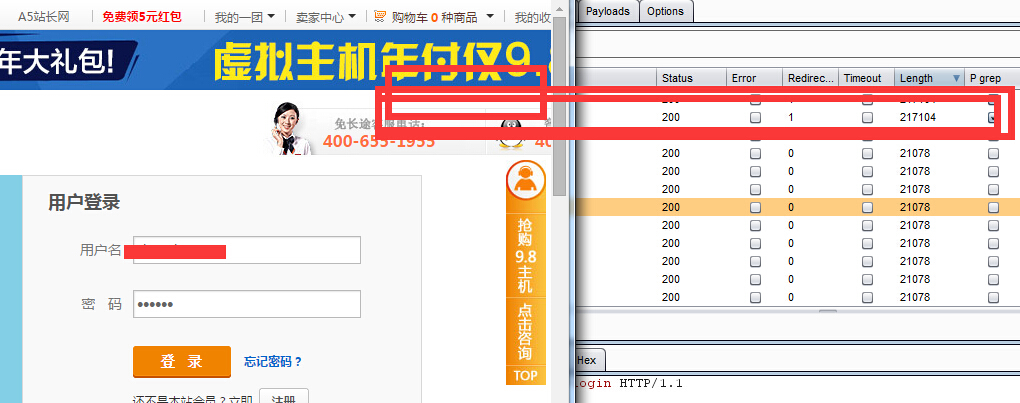 A5站长网 免费领5元红包 我的一团 卖家中心 购物车 0 种商品 我的收
年大礼包! 虚拟主机年付仅9.8
免长途客服电话:
400-655-1955
用户登录
用户名
密 码 ••••••
登 录 忘记密码?
还不是本站会员?立即 注册
抢购9.8主机
点击咨询
TOP
Payloads Options
Status Error Redirec... Timeout Length P grep
200 1 217104
200 0 21078
200 0 21078
200 0 21078
200 0 21078
200 0 21078
200 0 21078
200 0 21078
200 0 21078
200 0 21078
Hex
login HTTP/1.1